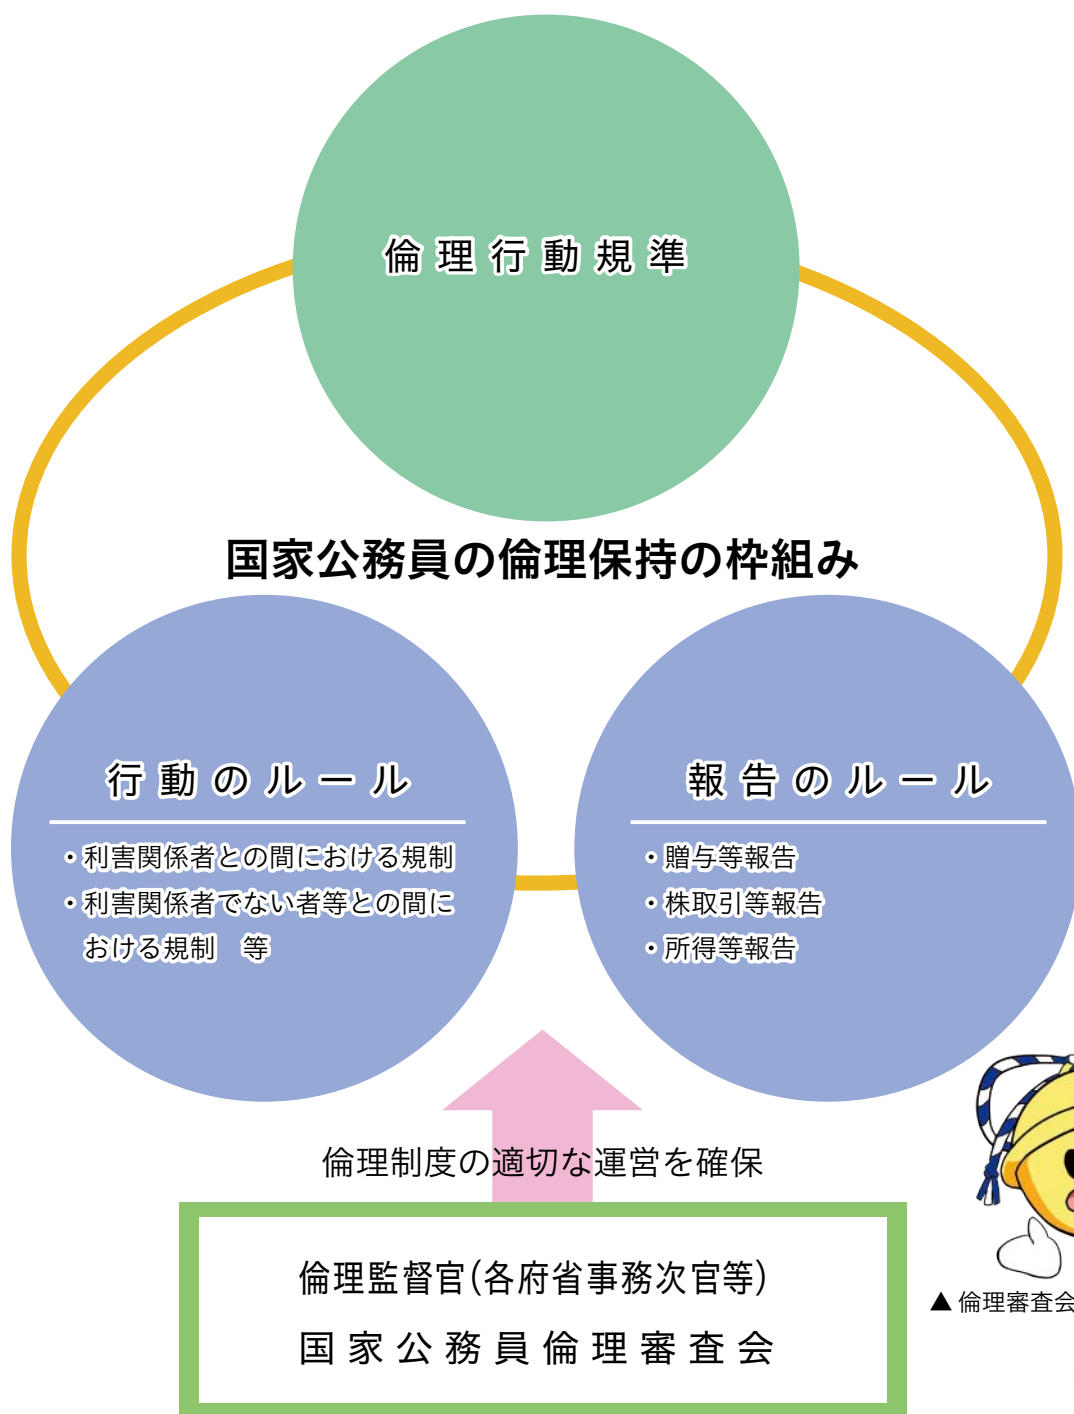 倫理行動規準
国家公務員の倫理保持の枠組み
行動のルール
・利害関係者との間における規制
・利害関係者でない者等との間に
おける規制　等
報告のルール
・贈与等報告
・株取引等報告
・所得等報告
倫理制度の適切な運営を確保
倫理監督官(各府省事務次官等)
国家公務員倫理審査会
▲ 倫理審査会